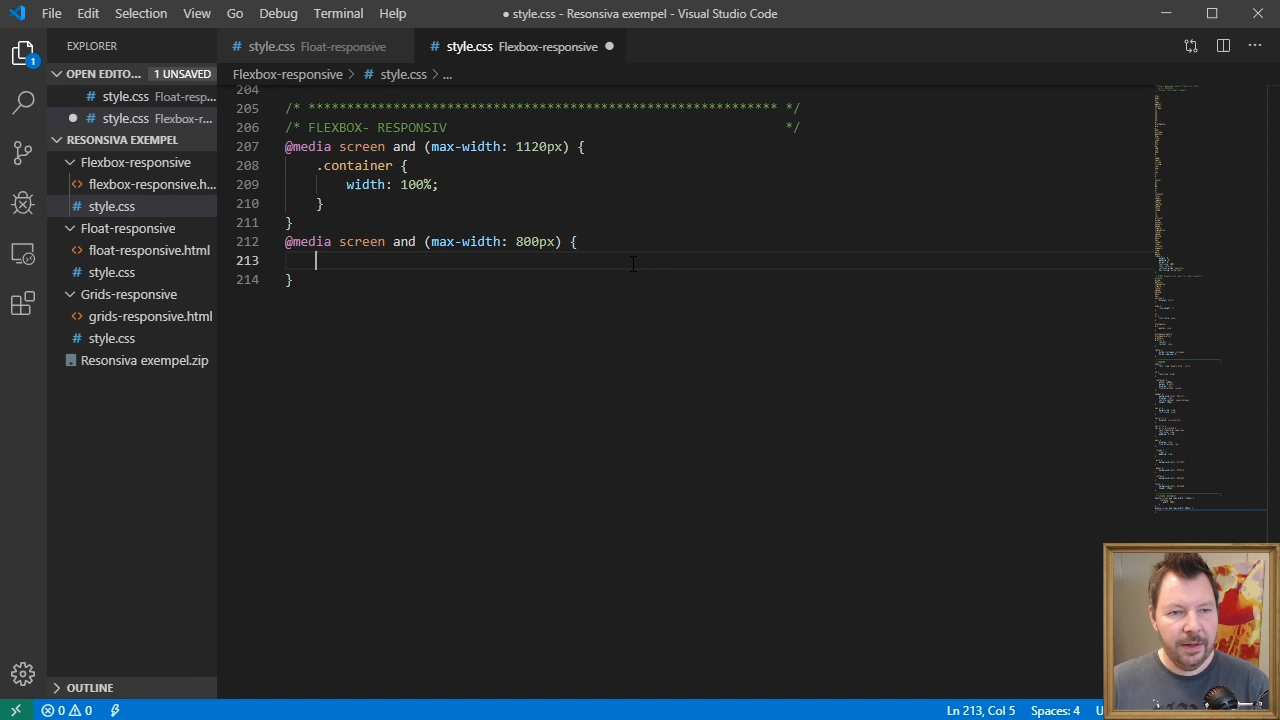 File Edit Selection View Go Debug Terminal Help
● style.css - Resonsiva exempel - Visual Studio Code
EXPLORER
OPEN EDITO... 1 UNSAVED
# style.css Float-resp...
# style.css Flexbox-r...
RESONSIVA EXEMPEL
Flexbox-responsive
<> flexbox-responsive.h...
# style.css
Float-responsive
<> float-responsive.html
# style.css
Grids-responsive
<> grids-responsive.html
# style.css
Resonsiva exempel.zip
OUTLINE
1
# style.css Float-responsive
# style.css Flexbox-responsive ●
Flexbox-responsive > # style.css > ...
204
205 /* ************************************************************* */
206 /* FLEXBOX- RESPONSIV */
207 @media screen and (max-width: 1120px) {
208 .container {
209 width: 100%;
210 }
211 }
212 @media screen and (max-width: 800px) {
213
214 }
0 0
Ln 213, Col 5 Spaces: 4 U